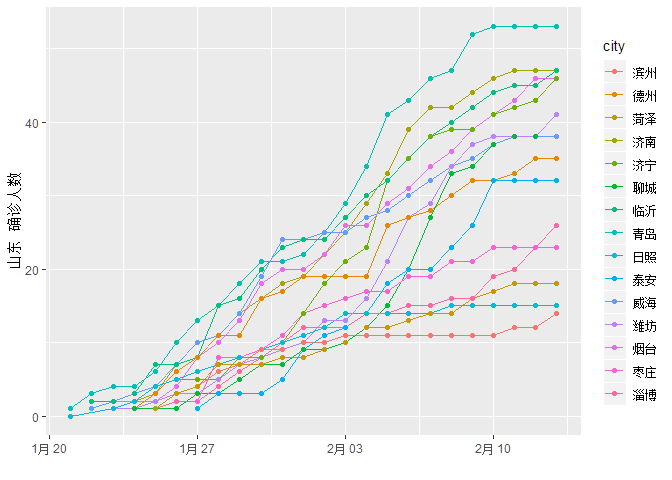 city
滨州
德州
菏泽
济南
济宁
聊城
临沂
青岛
日照
泰安
威海
潍坊
烟台
枣庄
淄博
山东 确诊人数
40
20
0
1月 20
1月 27
2月 03
2月 10